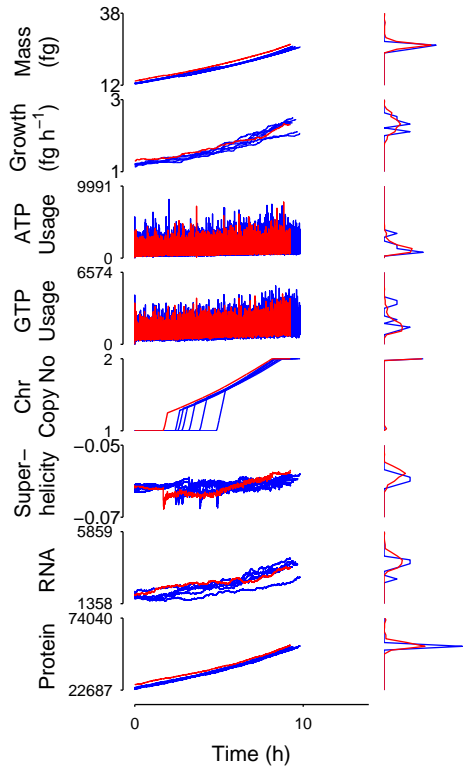 38
Mass
(fg)
12
3
Growth
(fg h−1)
1
9991
ATP
Usage
0
6574
GTP
Usage
0
2
Chr
Copy No
1
−0.05
Super−
helicity
−0.07
5859
RNA
1358
74040
Protein
22687
0 10
Time (h)